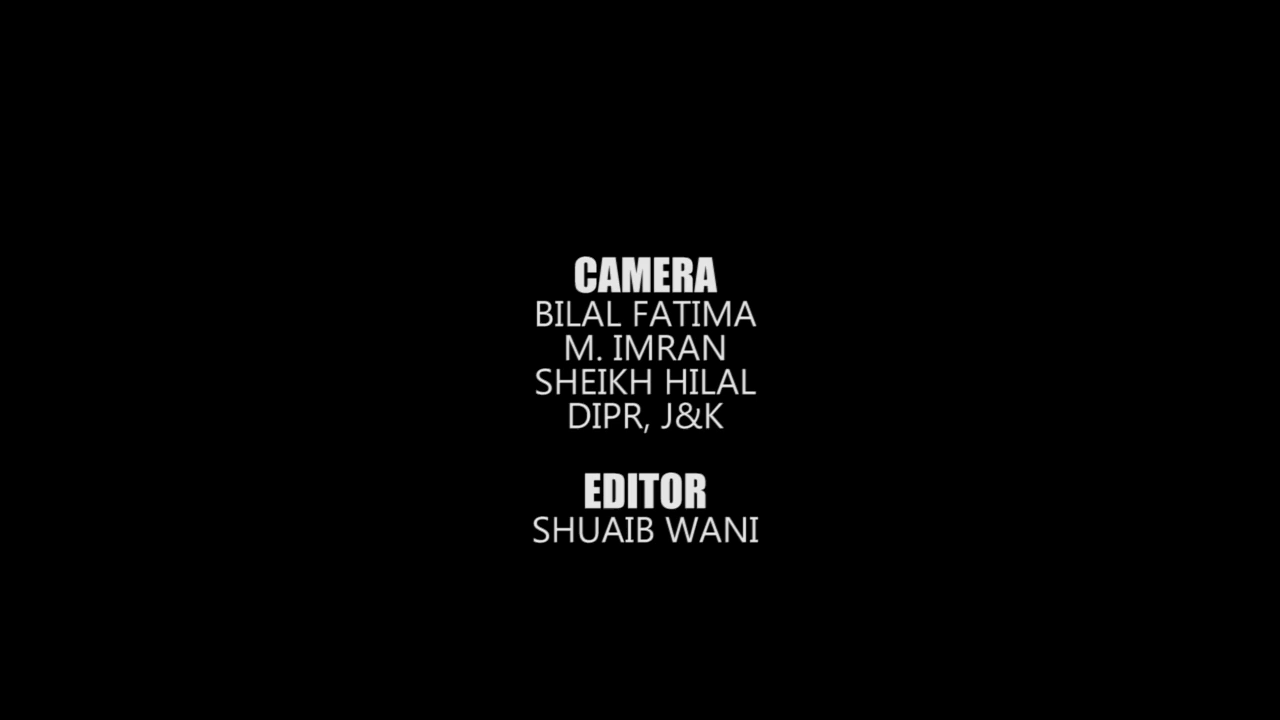 CAMERA
BILAL FATIMA
M. IMRAN
SHEIKH HILAL
DIPR, J&K
EDITOR
SHUAIB WANI